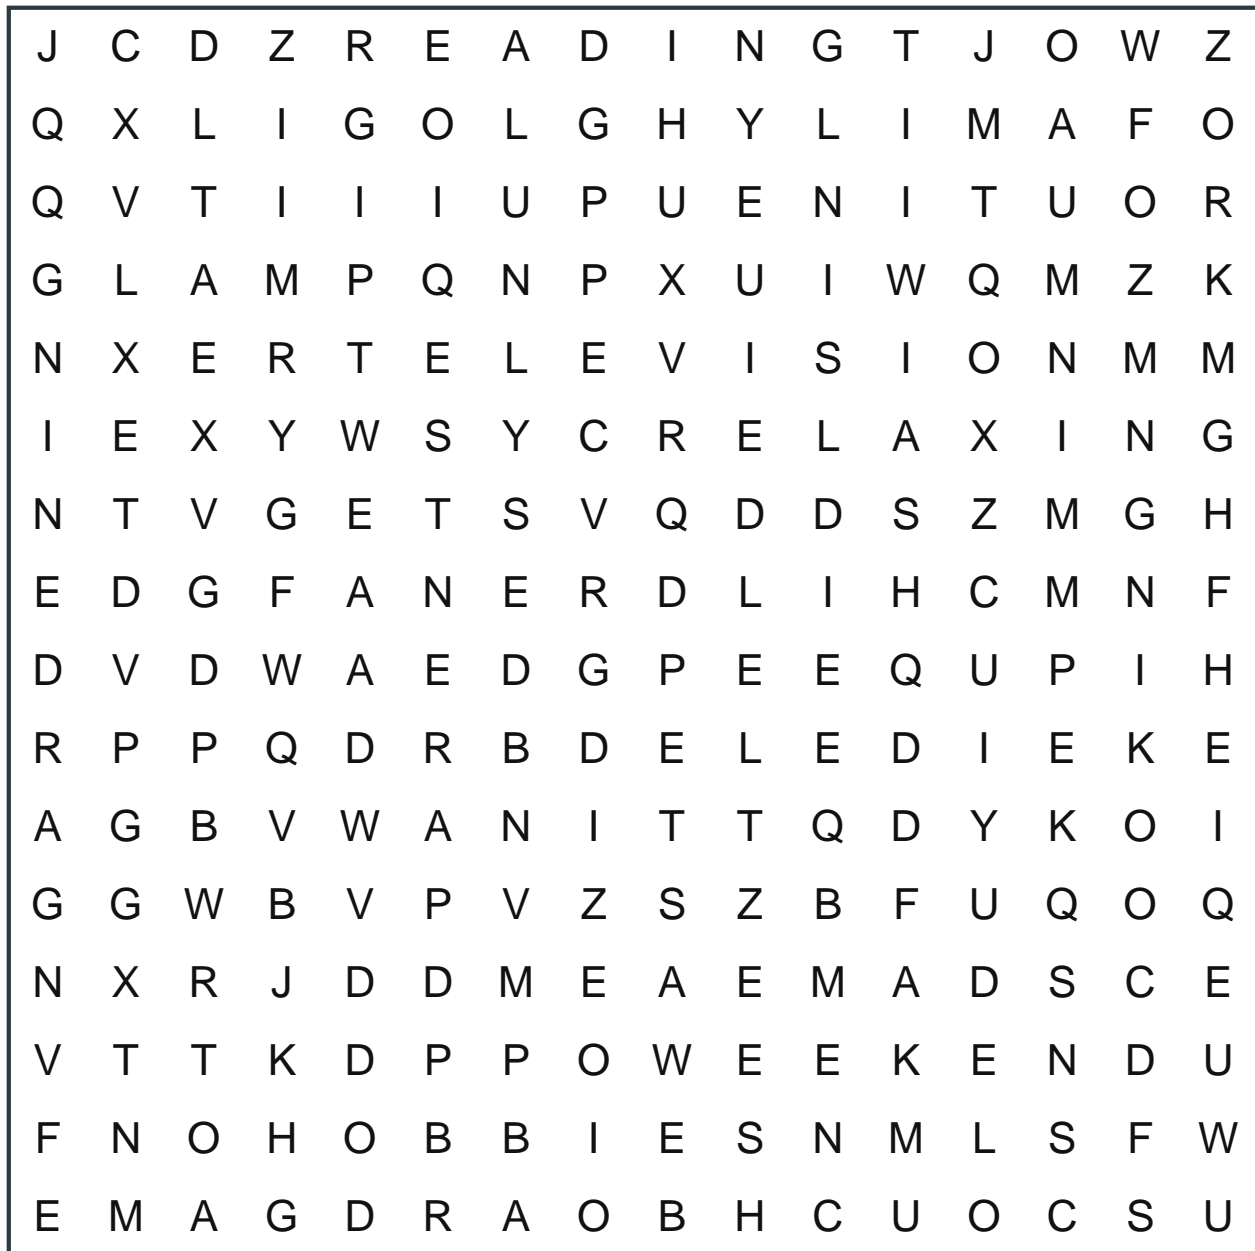 J C D Z R E A D I N G T J O W Z
Q X L I G O L G H Y L I M A F O
Q V T I I I U P U E N I T U O R
G L A M P Q N P X U I W Q M Z K
N X E R T E L E V I S I O N M M
I E X Y W S Y C R E L A X I N G
N T V G E T S V Q D D S Z M G H
E D G F A N E R D L I H C M N F
D V D W A E D G P E E Q U P I H
R P P Q D R B D E L E D I E K E
A G B V W A N I T T Q D Y K O I
G G W B V P V Z S Z B F U Q O Q
N X R J D D M E A E M A D S C E
V T T K D P P O W E E K E N D U
F N O H O B B I E S N M L S F W
E M A G D R A O B H C U O C S U